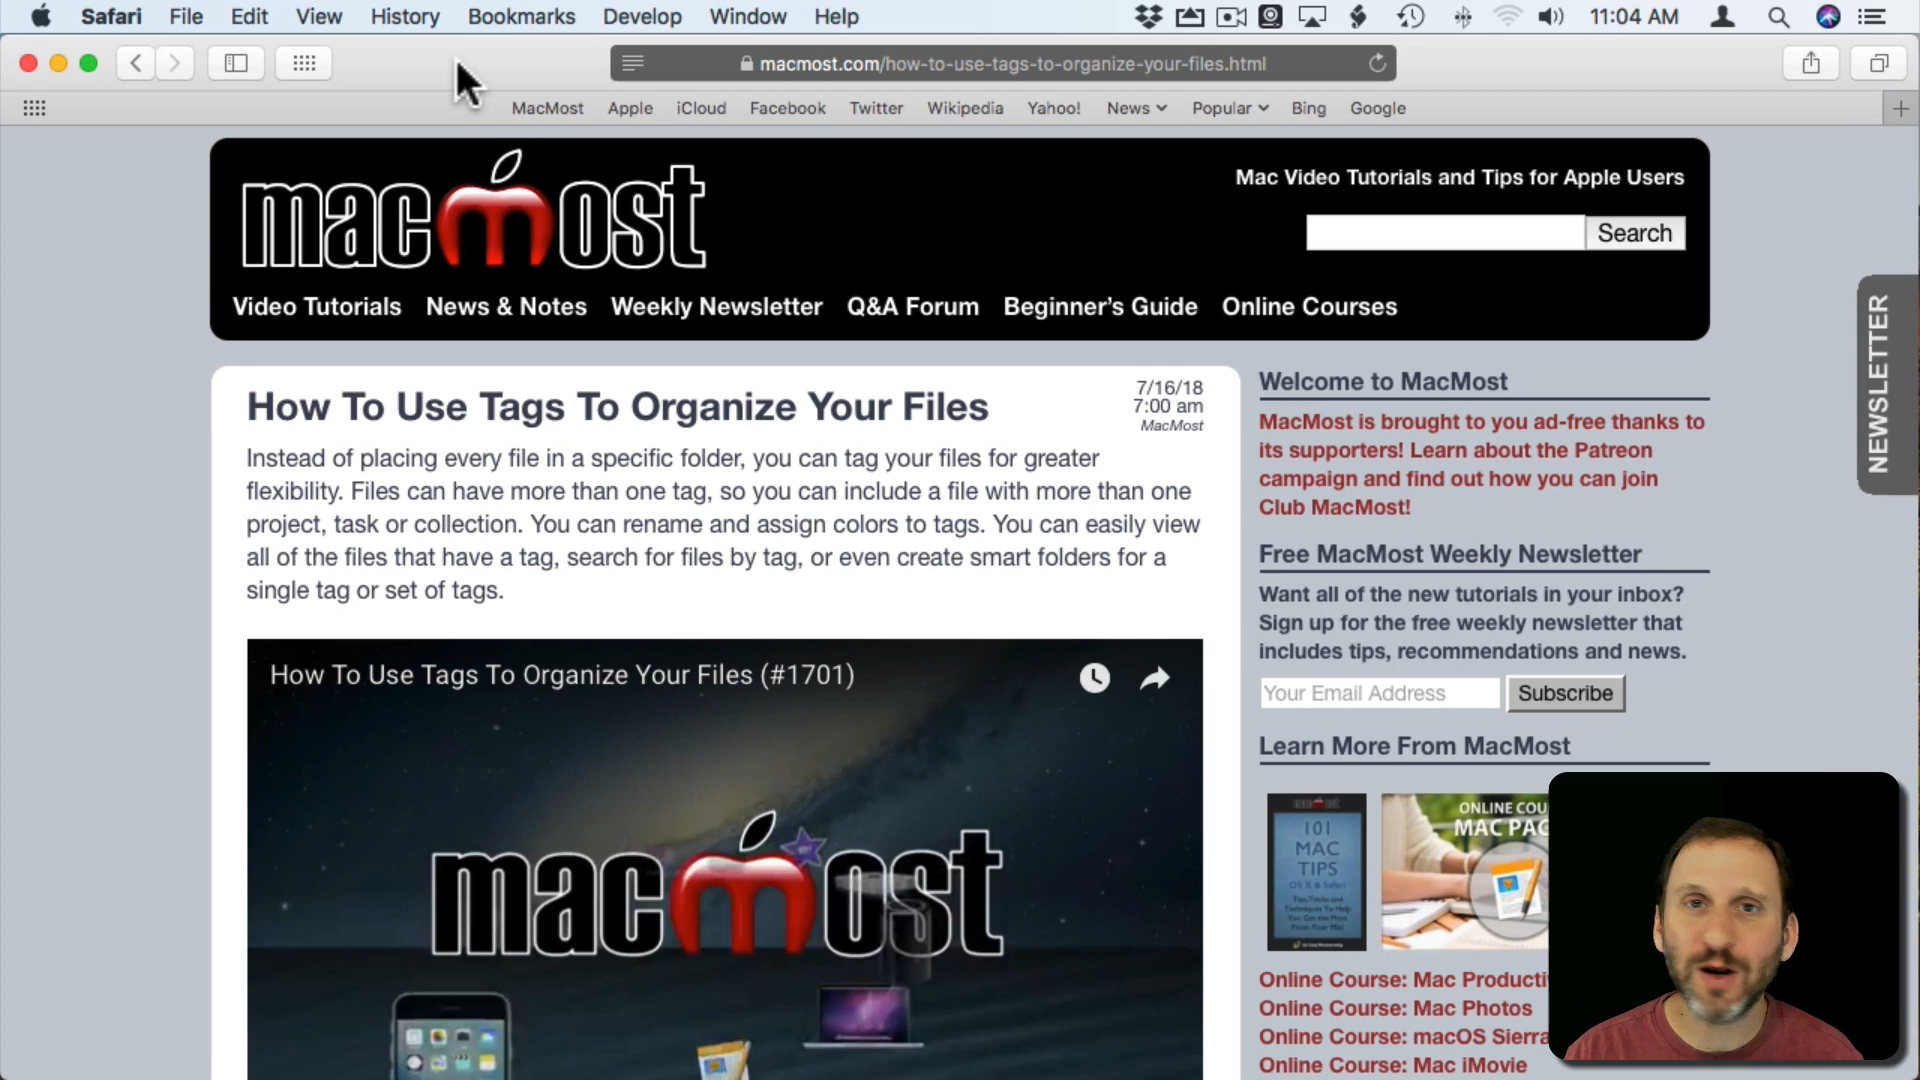 Safari File Edit View History Bookmarks Develop Window Help 11:04 AM
macmost.com/how-to-use-tags-to-organize-your-files.html
MacMost Apple iCloud Facebook Twitter Wikipedia Yahoo! News Popular Bing Google
macmost
Mac Video Tutorials and Tips for Apple Users
Search
Video Tutorials News & Notes Weekly Newsletter Q&A Forum Beginner's Guide Online Courses
NEWSLETTER
How To Use Tags To Organize Your Files
7/16/18
7:00 am
MacMost
Instead of placing every file in a specific folder, you can tag your files for greater
flexibility. Files can have more than one tag, so you can include a file with more than one
project, task or collection. You can rename and assign colors to tags. You can easily view
all of the files that have a tag, search for files by tag, or even create smart folders for a
single tag or set of tags.
How To Use Tags To Organize Your Files (#1701)
macmost
Welcome to MacMost
MacMost is brought to you ad-free thanks to
its supporters! Learn about the Patreon
campaign and find out how you can join
Club MacMost!
Free MacMost Weekly Newsletter
Want all of the new tutorials in your inbox?
Sign up for the free weekly newsletter that
includes tips, recommendations and news.
Your Email Address Subscribe
Learn More From MacMost
101
MAC
TIPS
OS X & Safari
ONLINE COU
MAC PAG
Online Course: Mac Producti
Online Course: Mac Photos
Online Course: macOS Sierra
Online Course: Mac iMovie